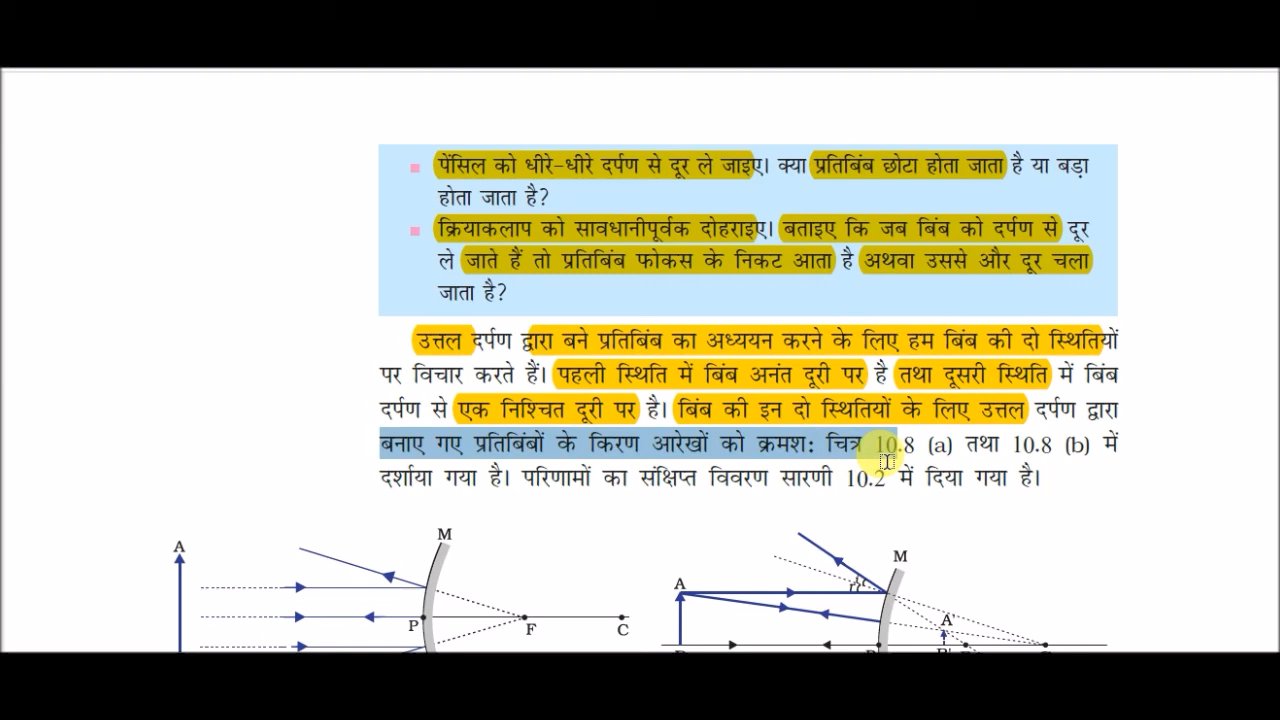 पेंसिल को धीरे-धीरे दर्पण से दूर ले जाइए। क्या प्रतिबिंब छोटा होता जाता है या बड़ा
होता जाता है?
क्रियाकलाप को सावधानीपूर्वक दोहराइए। बताइए कि जब बिंब को दर्पण से दूर
ले जाते हैं तो प्रतिबिंब फोकस के निकट आता है अथवा उससे और दूर चला
जाता है?
उत्तल दर्पण द्वारा बने प्रतिबिंब का अध्ययन करने के लिए हम बिंब की दो स्थितियों
पर विचार करते हैं। पहली स्थिति में बिंब अनंत दूरी पर है तथा दूसरी स्थिति में बिंब
दर्पण से एक निश्चित दूरी पर है। बिंब की इन दो स्थितियों के लिए उत्तल दर्पण द्वारा
बनाए गए प्रतिबिंबों के किरण आरेखों को क्रमश: चित्र 10.8 (a) तथा 10.8 (b) में
दर्शाया गया है। परिणामों का संक्षिप्त विवरण सारणी 10.2 में दिया गया है।
A M
P F C
M
A r
A'